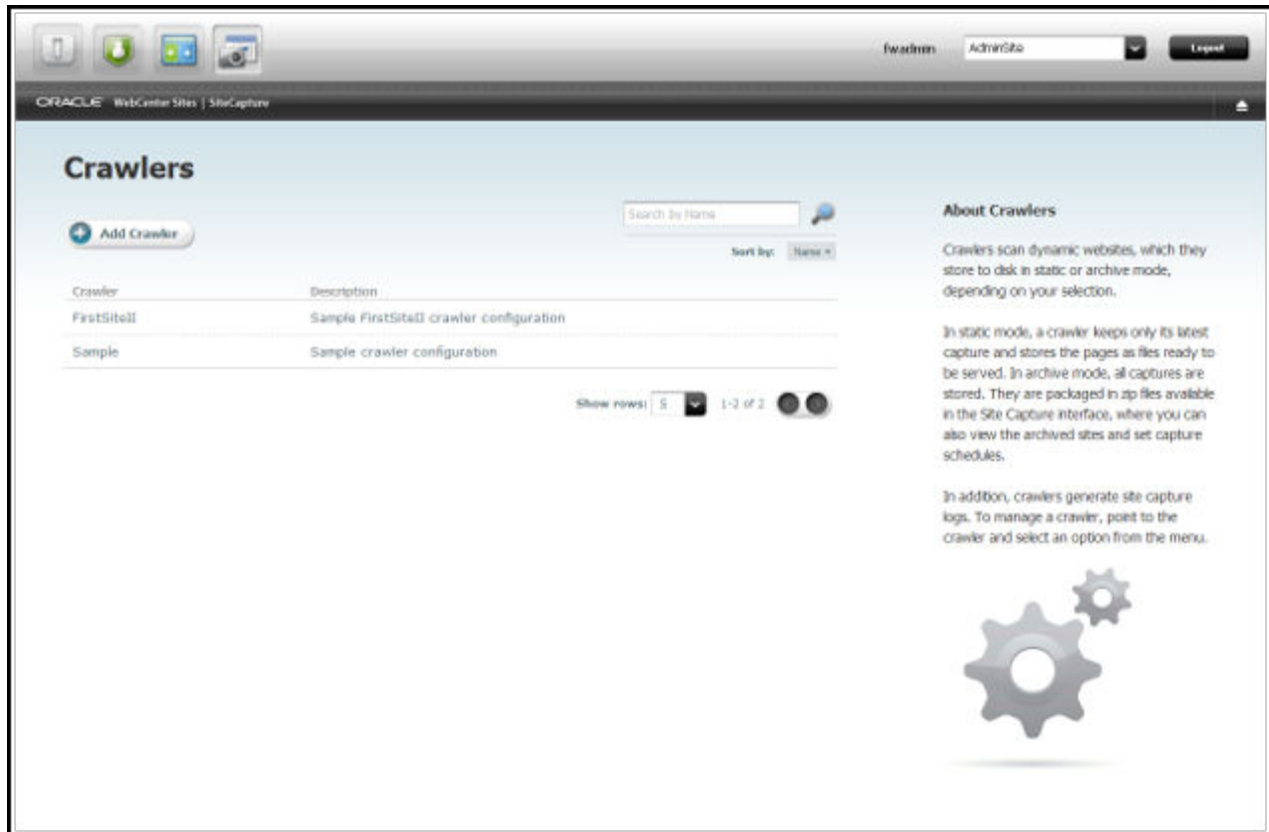 fwadmin AdminSite Logout
ORACLE WebCenter Sites | SiteCapture
Crawlers
Add Crawler
Search by Name
Sort by: Name
Crawler Description
FirstSiteII Sample FirstSiteII crawler configuration
Sample Sample crawler configuration
Show rows: 5 1-2 of 2
About Crawlers
Crawlers scan dynamic websites, which they
store to disk in static or archive mode,
depending on your selection.
In static mode, a crawler keeps only its latest
capture and stores the pages as files ready to
be served. In archive mode, all captures are
stored. They are packaged in zip files available
in the Site Capture interface, where you can
also view the archived sites and set capture
schedules.
In addition, crawlers generate site capture
logs. To manage a crawler, point to the
crawler and select an option from the menu.